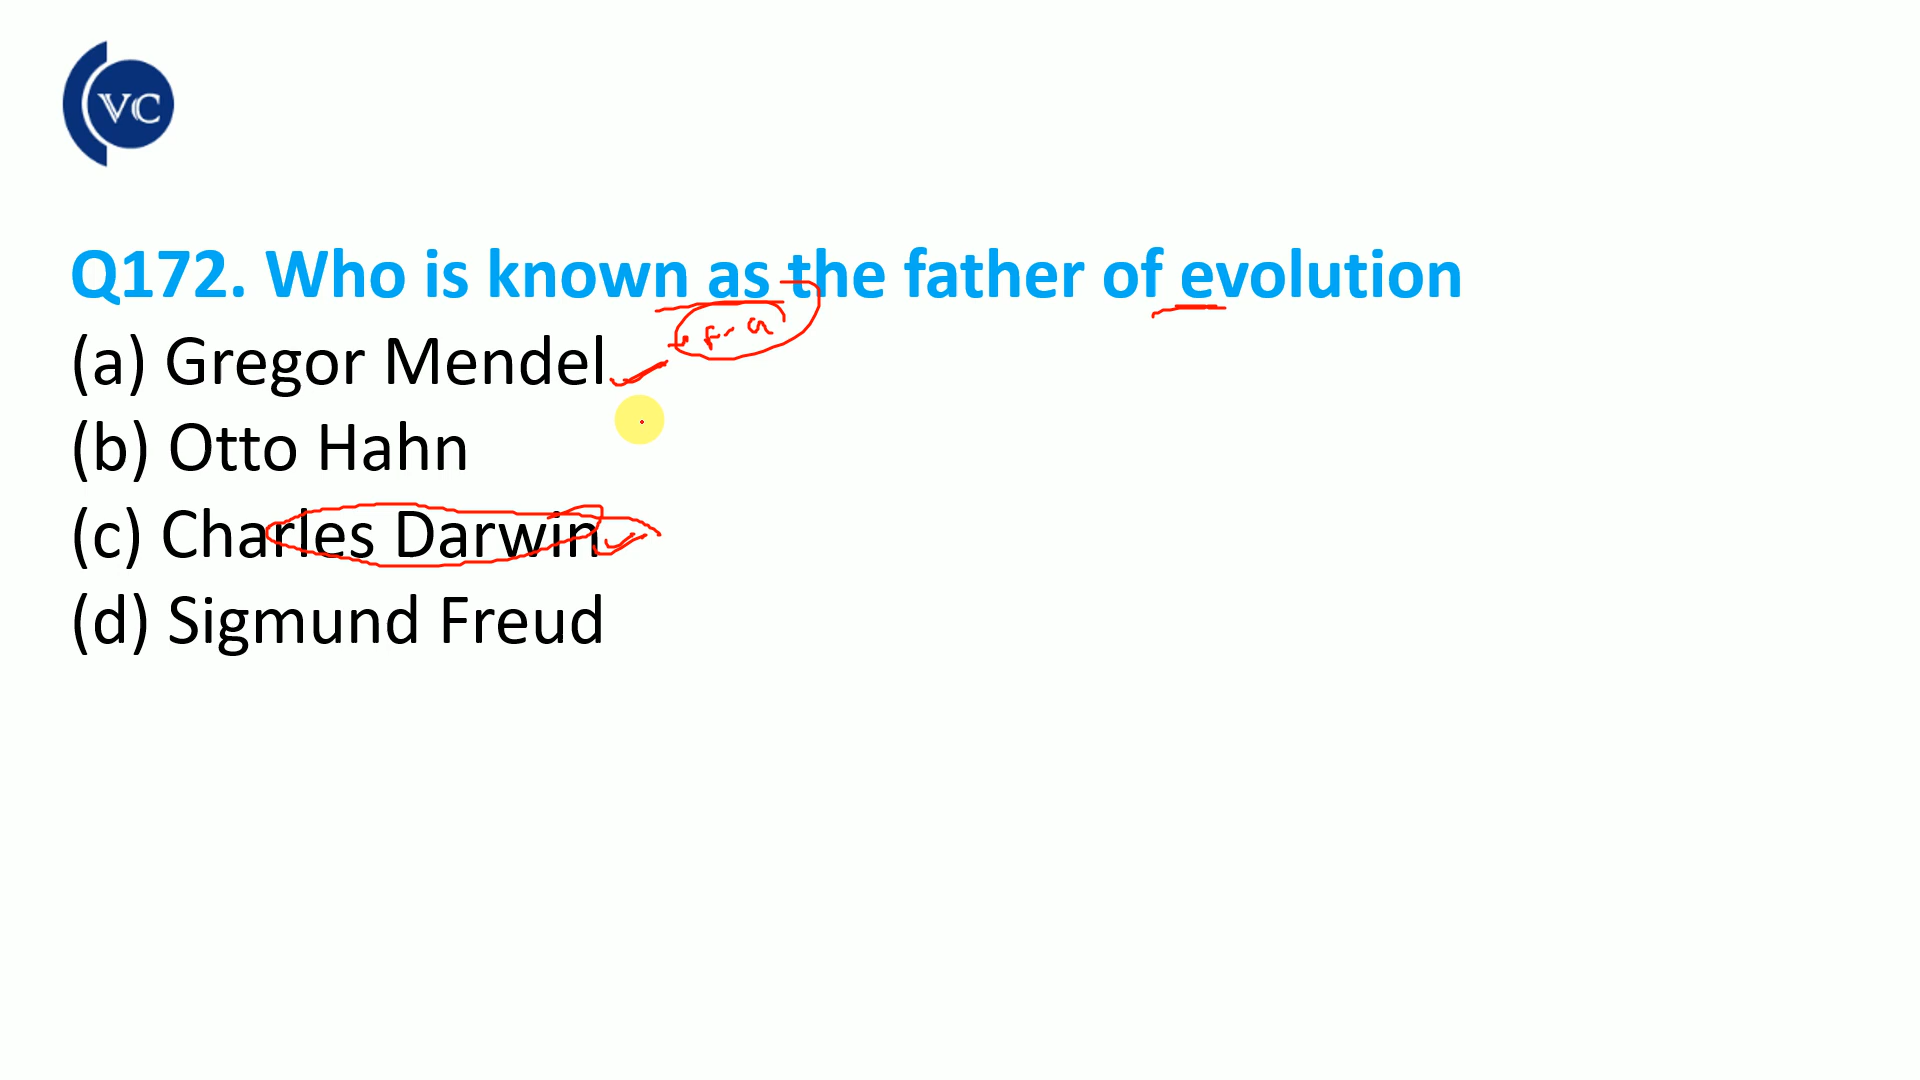 VC
Q172. Who is known as the father of evolution
F. G
(a) Gregor Mendel
(b) Otto Hahn
(c) Charles Darwin
(d) Sigmund Freud